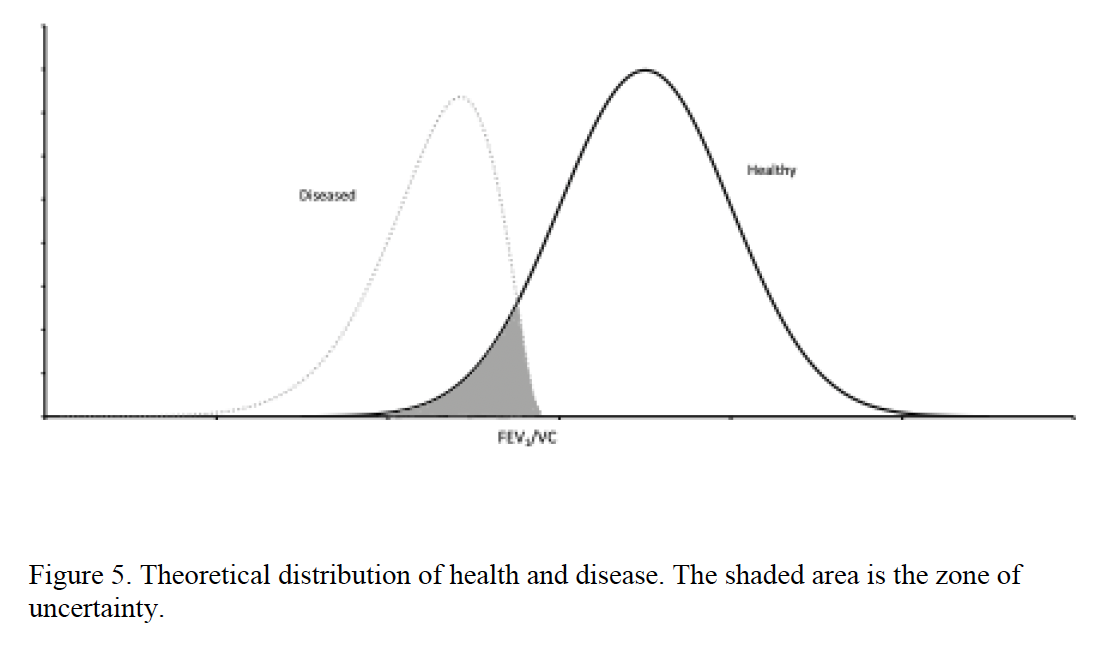 Healthy
Diseased
FEV₁/VC
Figure 5. Theoretical distribution of health and disease. The shaded area is the zone of
uncertainty.